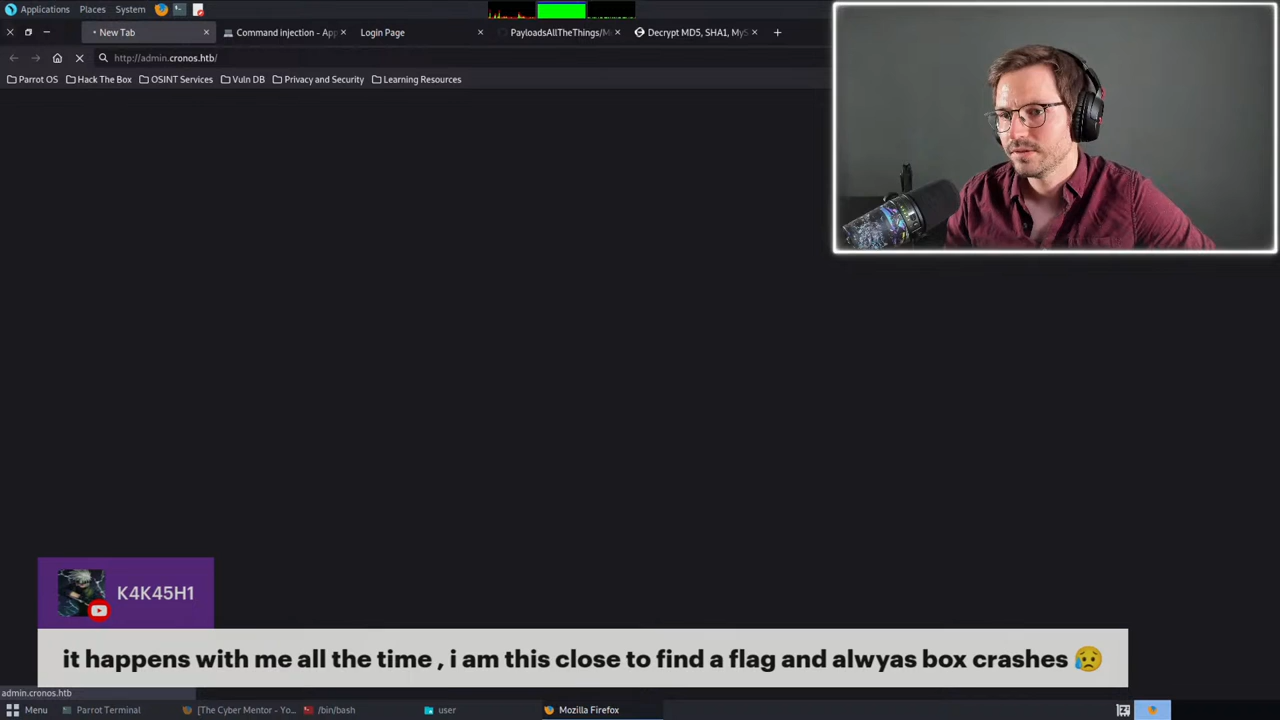 Applications Places System
New Tab
Command injection - App
Login Page
PayloadsAllTheThings/M
Decrypt MD5, SHA1, MyS
http://admin.cronos.htb/
Parrot OS
Hack The Box
OSINT Services
Vuln DB
Privacy and Security
Learning Resources
K4K45H1
it happens with me all the time , i am this close to find a flag and alwyas box crashes 😥
admin.cronos.htb
Menu
Parrot Terminal
[The Cyber Mentor - Yo...
/bin/bash
user
Mozilla Firefox